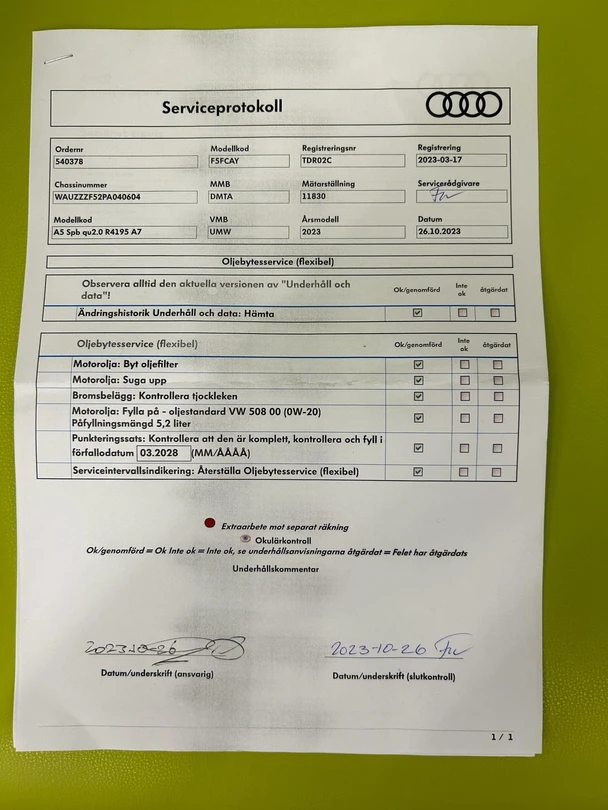 Serviceprotokoll
Ordernr Modellkod Registreringsnr Registrering
540378 F5FCAY TDR02C 2023-03-17
Chassinummer MMB Mätarställning Servicerådgivare
WAUZZZF52PA040604 DMTA 11830
Modellkod VMB Årsmodell Datum
A5 Spb qu2.0 R4195 A7 UMW 2023 26.10.2023
Oljebytesservice (flexibel)
Observera alltid den aktuella versionen av "Underhåll och
data"!
Ok/genomförd Inte
ok åtgärdat
Ändringshistorik Underhåll och data: Hämta
Oljebytesservice (flexibel) Ok/genomförd Inte
ok åtgärdat
Motorolja: Byt oljefilter
Motorolja: Suga upp
Bromsbelägg: Kontrollera tjockleken
Motorolja: Fylla på - oljestandard VW 508 00 (0W-20)
Påfyllningsmängd 5,2 liter
Punkteringssats: Kontrollera att den är komplett, kontrollera och fyll i
förfallodatum 03.2028 (MM/ÅÅÅÅ)
Serviceintervallsindikering: Återställa Oljebytesservice (flexibel)
Extraarbete mot separat räkning
Okulärkontroll
Ok/genomförd = Ok Inte ok = Inte ok, se underhållsanvisningarna åtgärdat = Felet har åtgärdats
Underhållskommentar
2023-10-26 2023-10-26
Datum/underskrift (ansvarig) Datum/underskrift (slutkontroll)
1 / 1